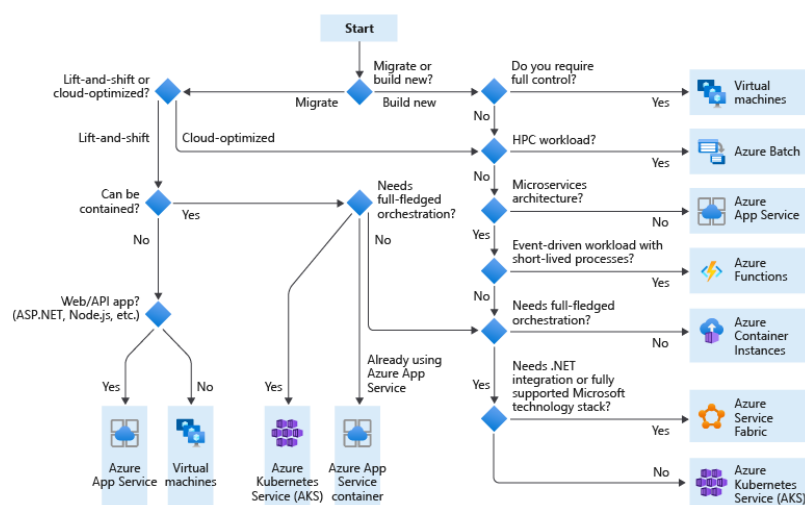 Start
Migrate or
build new?
Do you require
full control?
Lift-and-shift or
cloud-optimized?
Migrate
Build new
Yes
Virtual
machines
No
Lift-and-shift
Cloud-optimized
HPC workload?
Yes
Azure Batch
No
Can be
contained?
Yes
Needs
full-fledged
orchestration?
Microservices
architecture?
No
Azure
App Service
No
No
Yes
Event-driven workload with
short-lived processes?
Yes
Azure
Functions
No
Web/API app?
(ASP.NET, Node.js, etc.)
Needs full-fledged
orchestration?
No
Azure
Container
Instances
Yes
No
Yes
Already using
Azure App
Service
Yes
Needs .NET
integration or fully
supported Microsoft
technology stack?
Yes
Azure
Service
Fabric
Azure
App Service
Virtual
machines
Azure
Kubernetes
Service (AKS)
Azure App
Service
container
No
Azure
Kubernetes
Service (AKS)